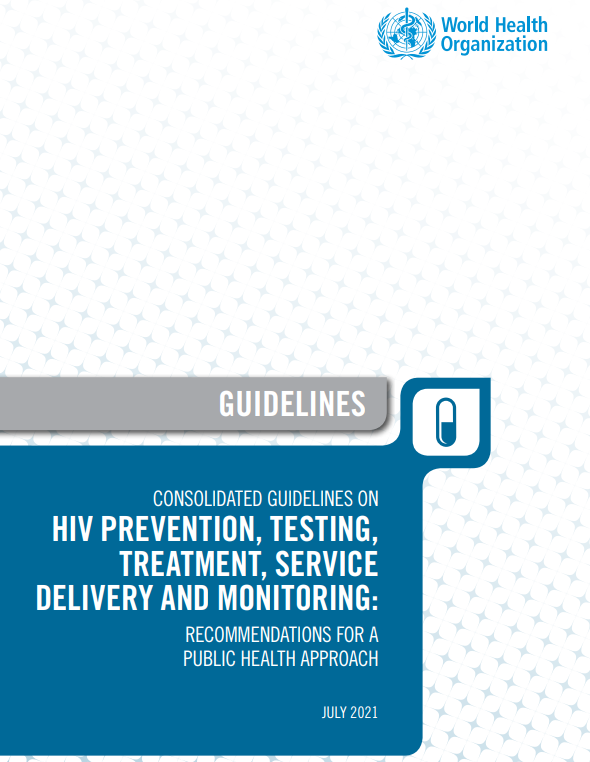 World Health
Organization
GUIDELINES
CONSOLIDATED GUIDELINES ON
HIV PREVENTION, TESTING,
TREATMENT, SERVICE
DELIVERY AND MONITORING:
RECOMMENDATIONS FOR A
PUBLIC HEALTH APPROACH
JULY 2021